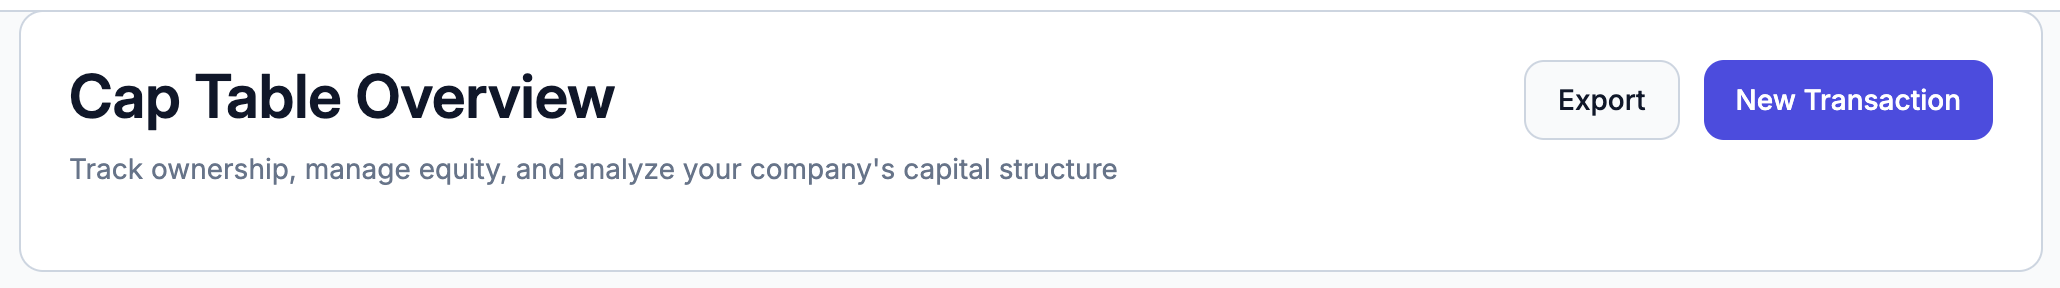 Cap Table Overview
Export
New Transaction
Track ownership, manage equity, and analyze your company's capital structure